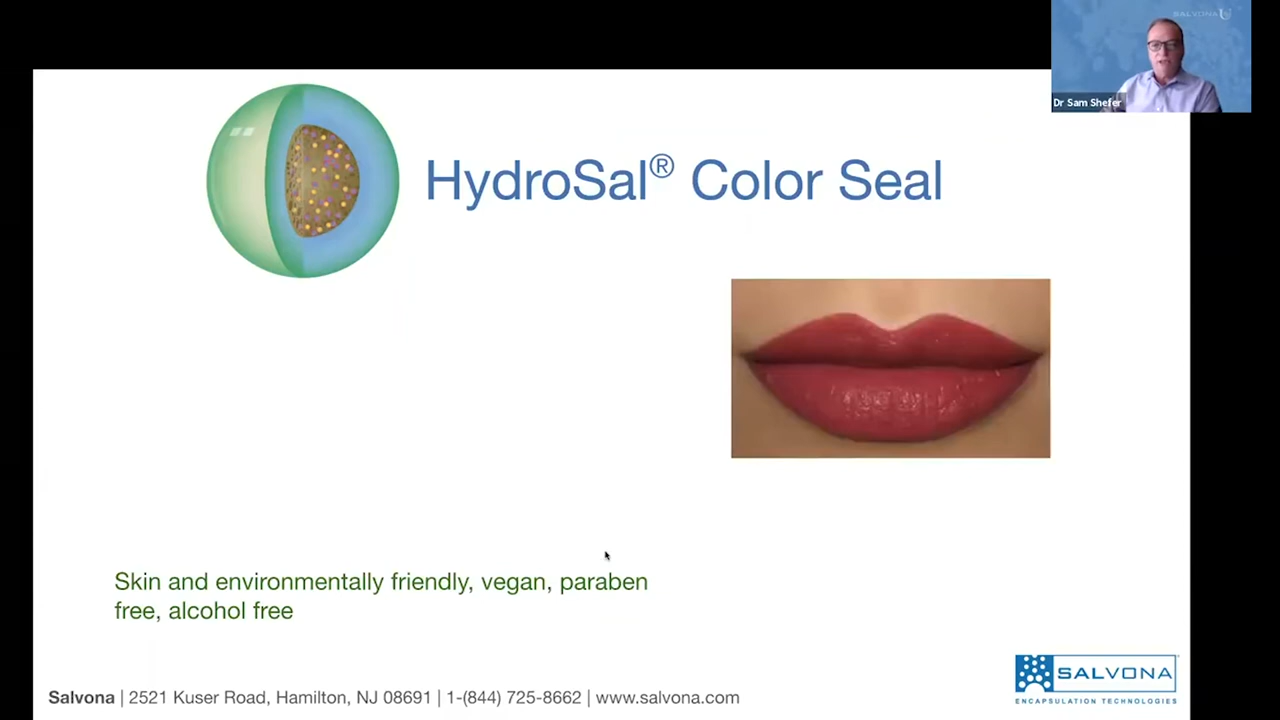 SALVONA
Dr Sam Shefer
HydroSal® Color Seal
Skin and environmentally friendly, vegan, paraben
free, alcohol free
SALVONA
ENCAPSULATION TECHNOLOGIES
Salvona | 2521 Kuser Road, Hamilton, NJ 08691 | 1-(844) 725-8662 | www.salvona.com